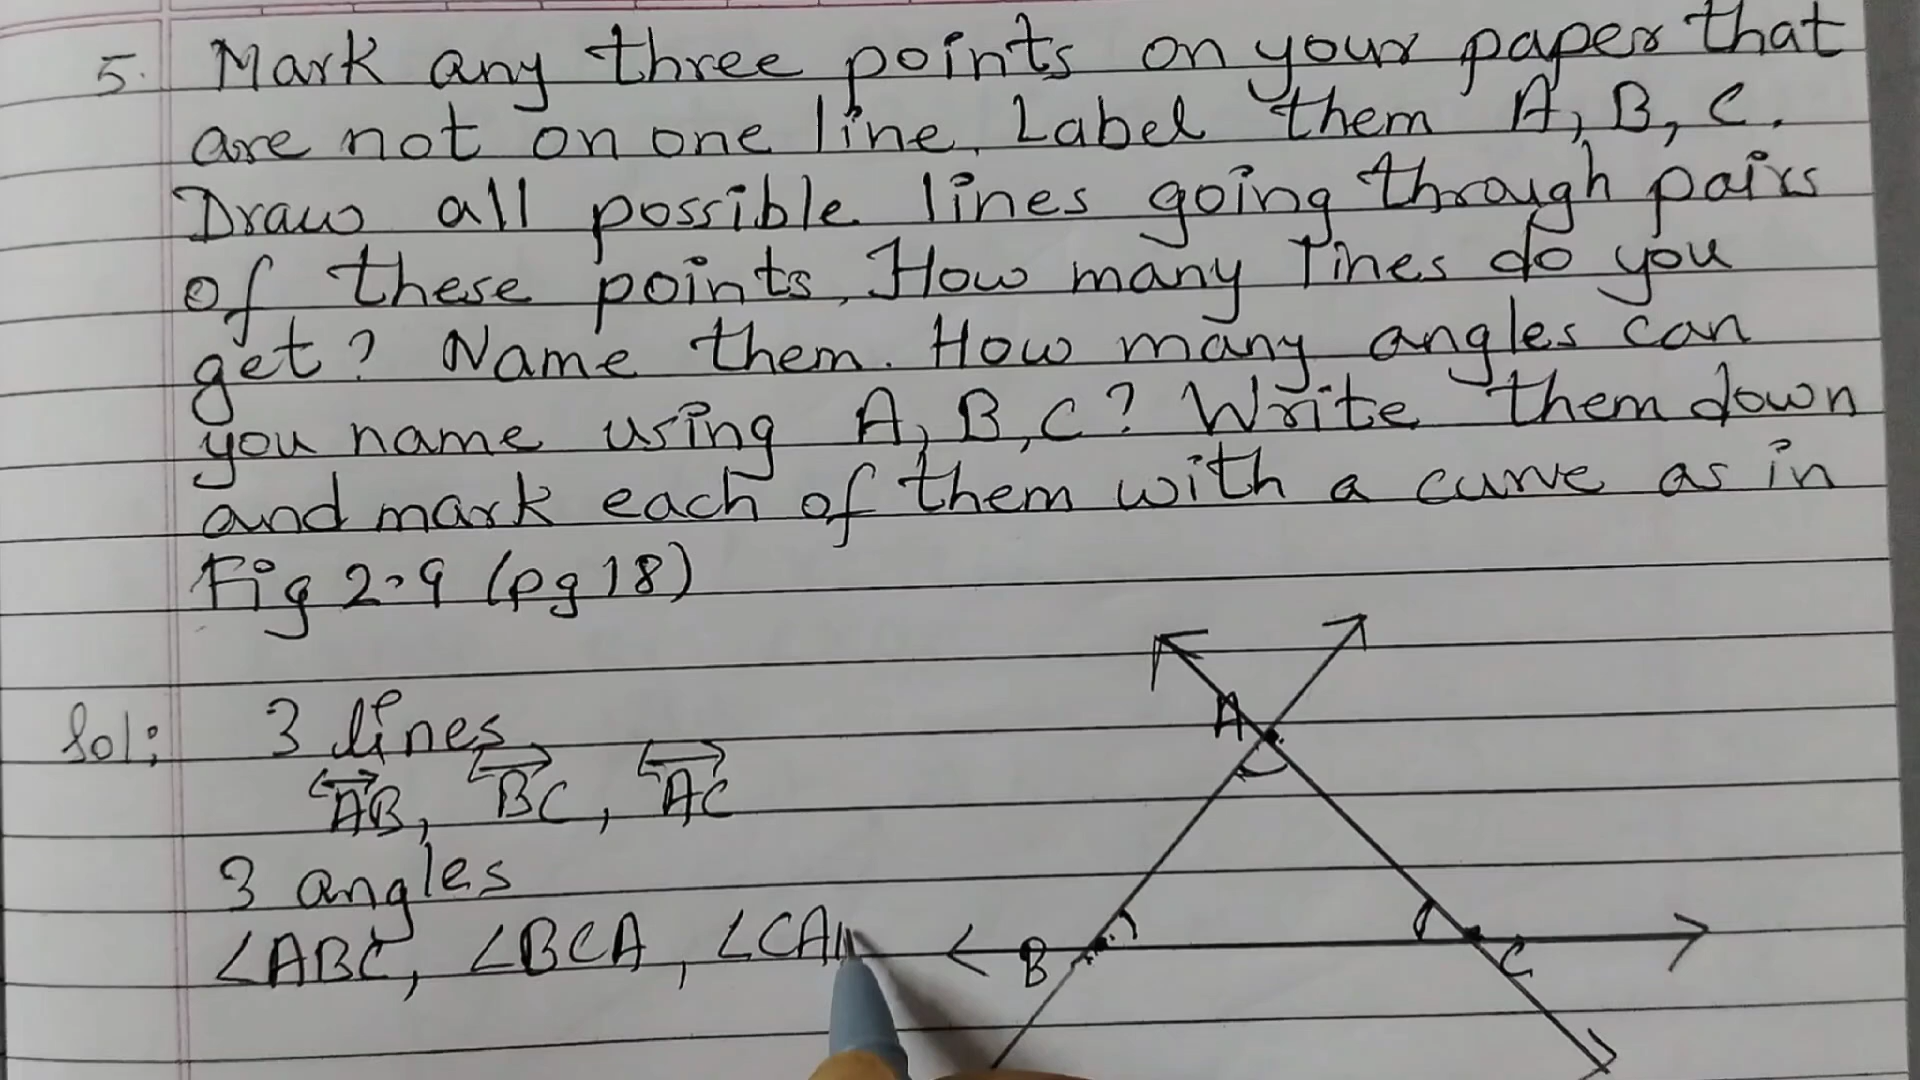 5. Mark any three points on your paper that
are not on one line. Label them A, B, C.
Draw all possible lines going through pairs
of these points. How many lines do you
get? Name them. How many angles can
you name using A, B, C? Write them down
and mark each of them with a curve as in
Fig 2.9 (pg 18)
Sol: 3 lines
AB, BC, AC
3 angles
∠ABC, ∠BCA, ∠CA
A
B
C